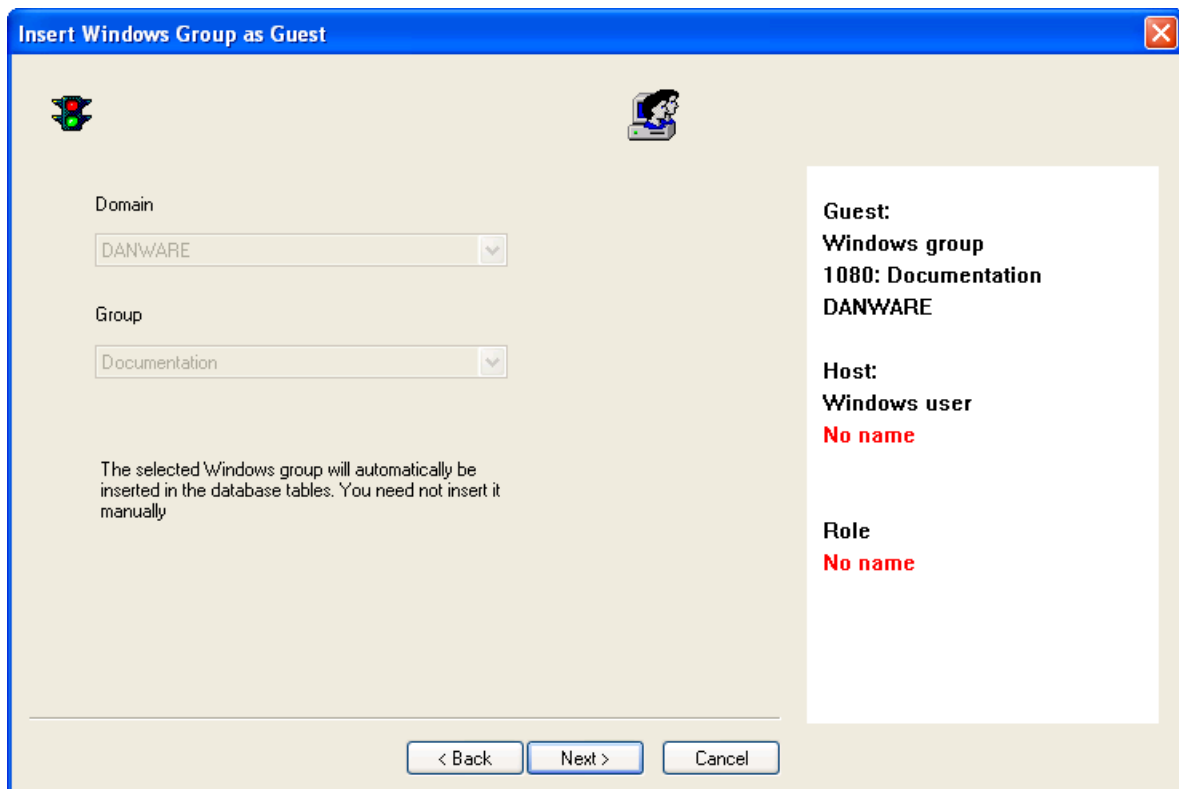 Insert Windows Group as Guest
Domain
DANWARE
Group
Documentation
The selected Windows group will automatically be
inserted in the database tables. You need not insert it
manually
Guest:
Windows group
1080: Documentation
DANWARE
Host:
Windows user
No name
Role
No name
< Back
Next >
Cancel